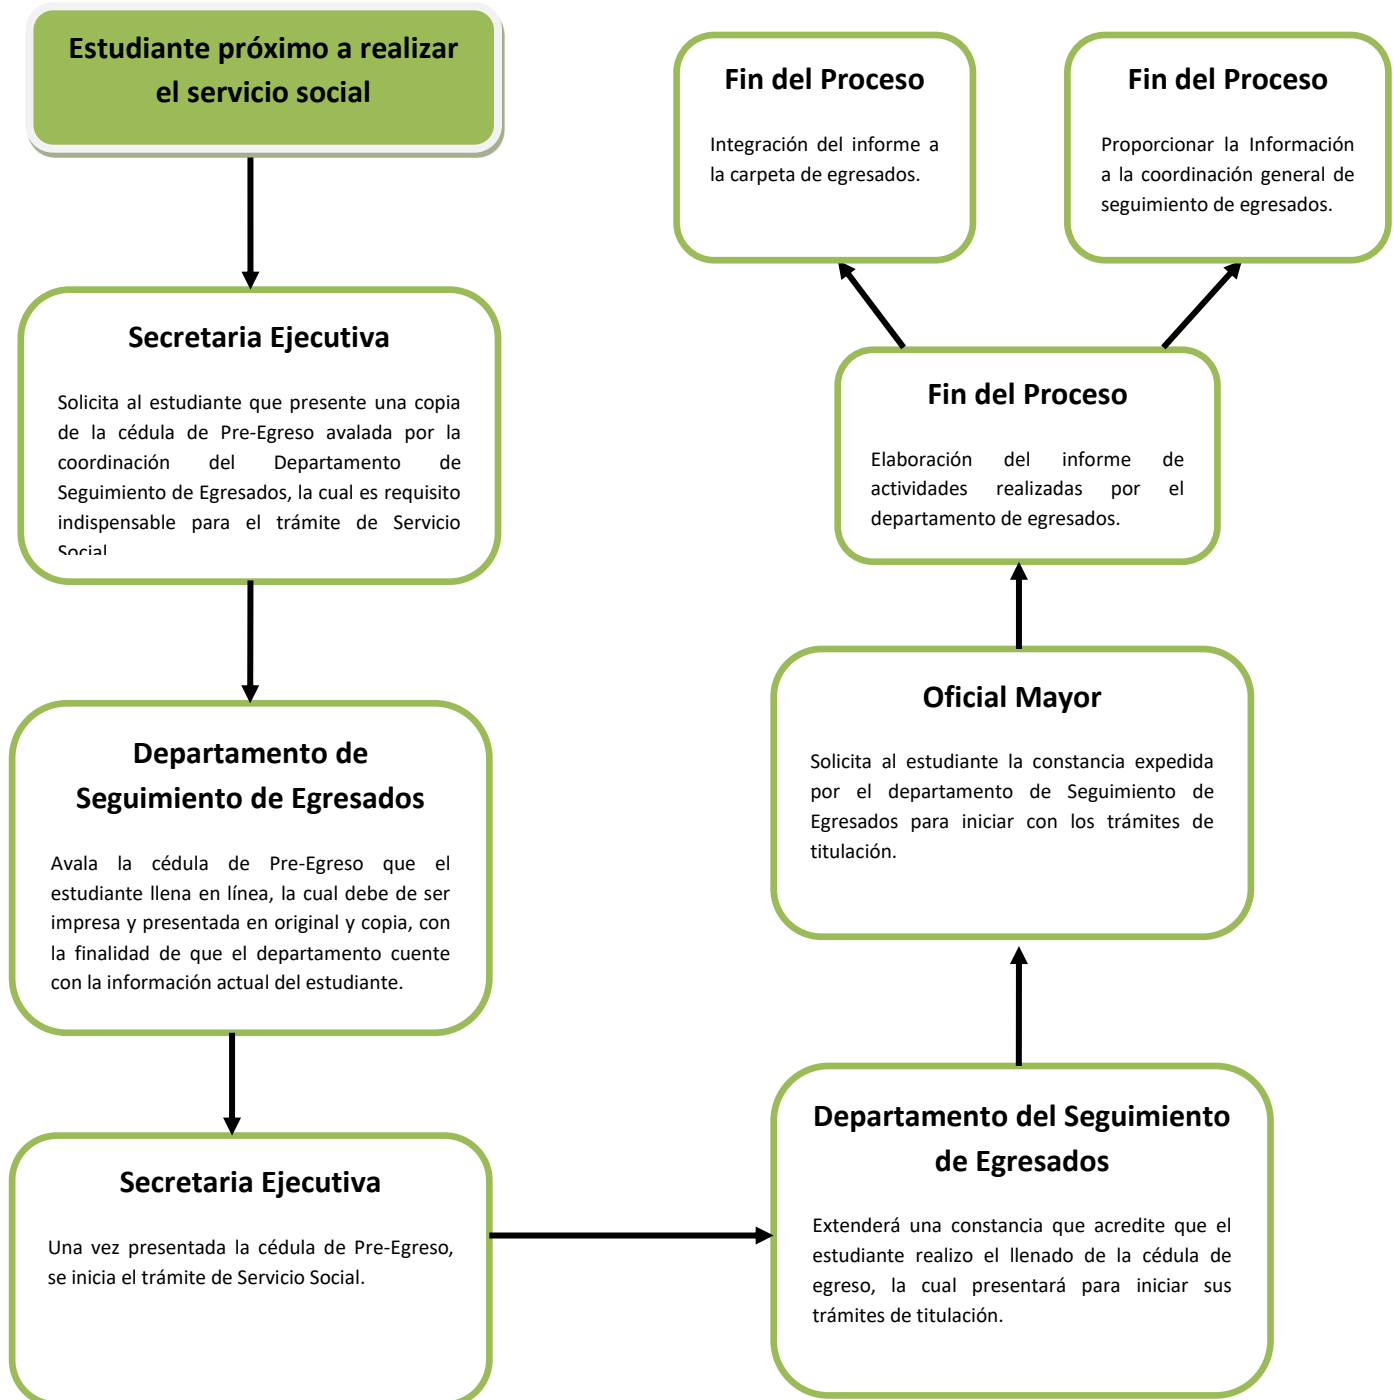 Estudiante próximo a realizar
el servicio social
Secretaria Ejecutiva
Solicita al estudiante que presente una copia
de la cédula de Pre-Egreso avalada por la
coordinación del Departamento de
Seguimiento de Egresados, la cual es requisito
indispensable para el trámite de Servicio
Social
Departamento de
Seguimiento de Egresados
Avala la cédula de Pre-Egreso que el
estudiante llena en línea, la cual debe de ser
impresa y presentada en original y copia, con
la finalidad de que el departamento cuente
con la información actual del estudiante.
Secretaria Ejecutiva
Una vez presentada la cédula de Pre-Egreso,
se inicia el trámite de Servicio Social.
Departamento del Seguimiento
de Egresados
Extenderá una constancia que acredite que el
estudiante realizo el llenado de la cédula de
egreso, la cual presentará para iniciar sus
trámites de titulación.
Oficial Mayor
Solicita al estudiante la constancia expedida
por el departamento de Seguimiento de
Egresados para iniciar con los trámites de
titulación.
Fin del Proceso
Elaboración del informe de
actividades realizadas por el
departamento de egresados.
Fin del Proceso
Integración del informe a
la carpeta de egresados.
Fin del Proceso
Proporcionar la Información
a la coordinación general de
seguimiento de egresados.